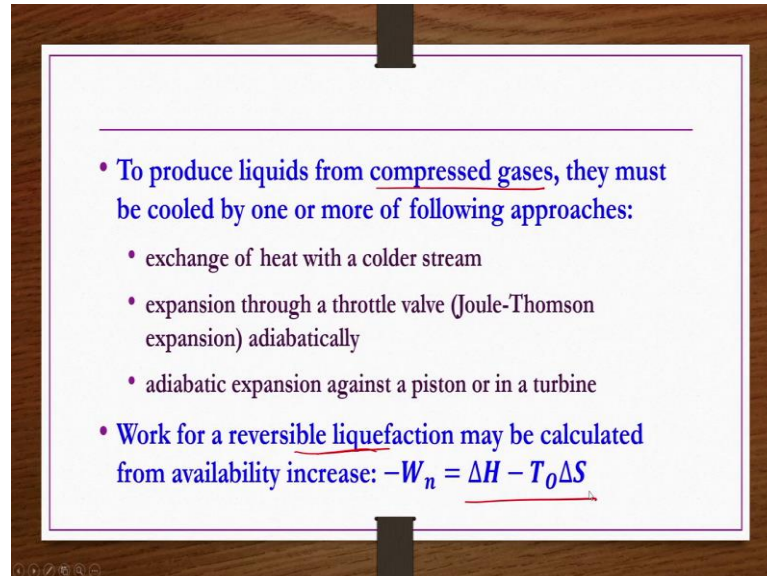 • To produce liquids from compressed gases, they must
be cooled by one or more of following approaches:
• exchange of heat with a colder stream
• expansion through a throttle valve (Joule-Thomson
expansion) adiabatically
• adiabatic expansion against a piston or in a turbine
• Work for a reversible liquefaction may be calculated
from availability increase: −Wₙ = ΔH − T₀ΔS